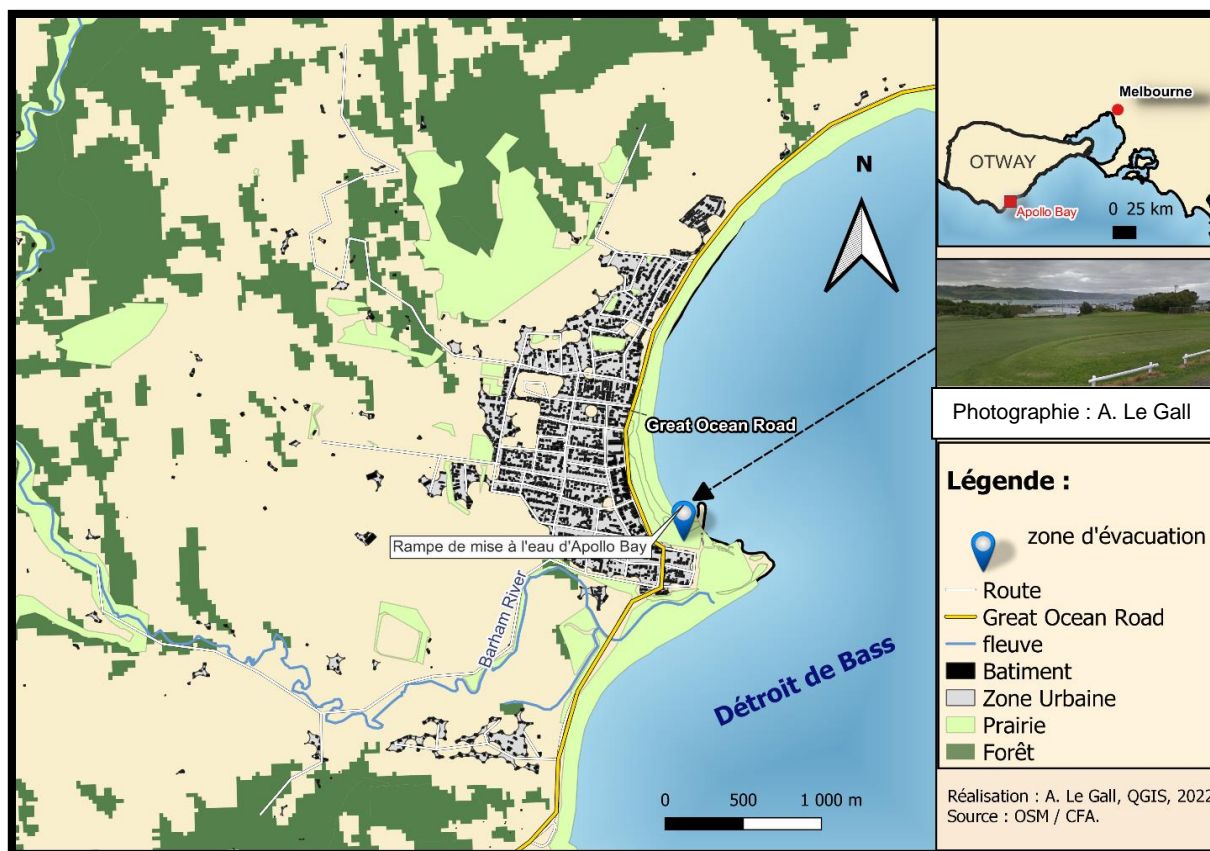 N
Great Ocean Road
Rampe de mise à l'eau d'Apollo Bay
Barham River
Détroit de Bass
0 500 1 000 m
Melbourne
OTWAY
Apollo Bay
0 25 km
Photographie : A. Le Gall
Légende :
zone d'évacuation
Route
Great Ocean Road
fleuve
Batiment
Zone Urbaine
Prairie
Forêt
Réalisation : A. Le Gall, QGIS, 2022
Source : OSM / CFA.